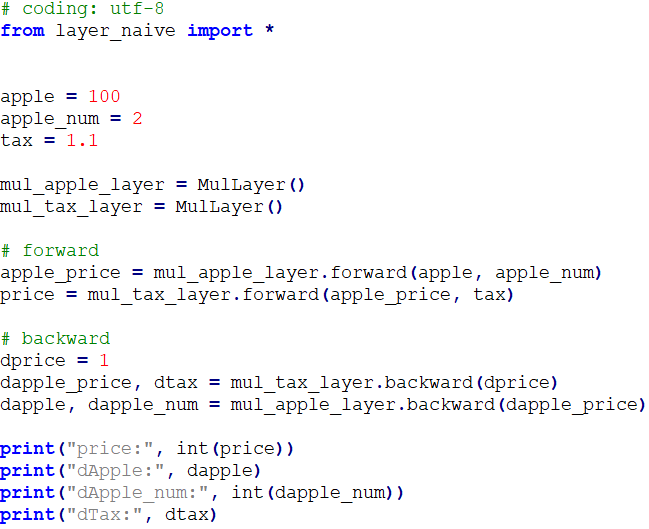 # coding: utf-8
from layer_naive import *
apple = 100
apple_num = 2
tax = 1.1
mul_apple_layer = MulLayer()
mul_tax_layer = MulLayer()
# forward
apple_price = mul_apple_layer.forward(apple, apple_num)
price = mul_tax_layer.forward(apple_price, tax)
# backward
dprice = 1
dapple_price, dtax = mul_tax_layer.backward(dprice)
dapple, dapple_num = mul_apple_layer.backward(dapple_price)
print("price:", int(price))
print("dApple:", dapple)
print("dApple_num:", int(dapple_num))
print("dTax:", dtax)